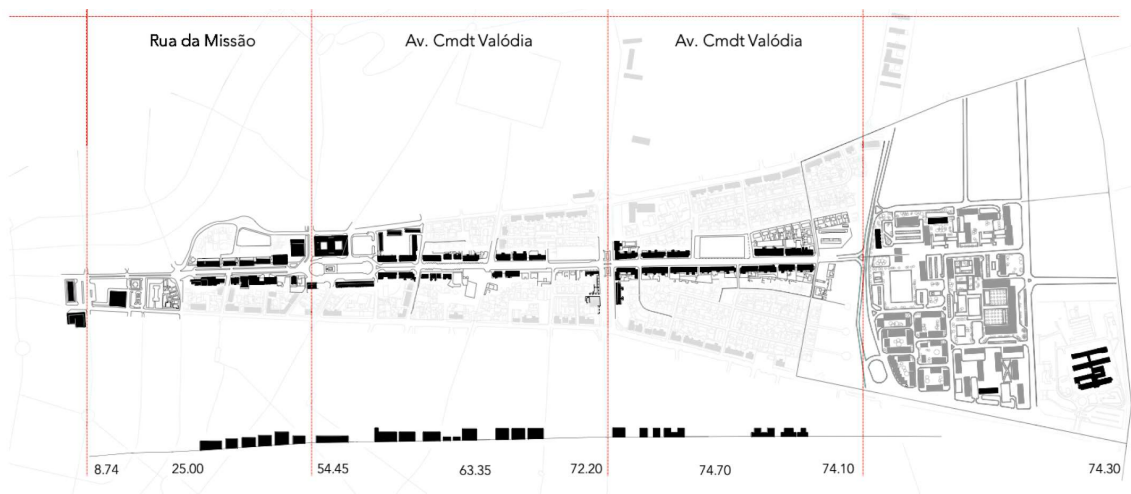 Rua da Missão Av. Cmdt Valódia Av. Cmdt Valódia
8.74 25.00 54.45 63.35 72.20 74.70 74.10 74.30